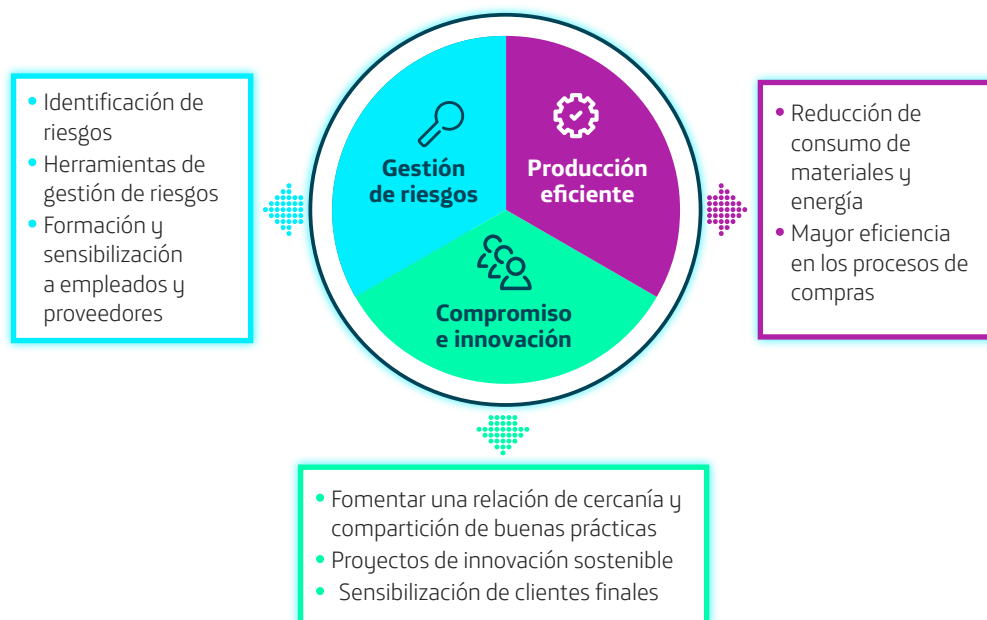 Gestión
de riesgos
Producción
eficiente
Compromiso
e innovación
• Identificación de
riesgos
• Herramientas de
gestión de riesgos
• Formación y
sensibilización
a empleados y
proveedores
• Reducción de
consumo de
materiales y
energía
• Mayor eficiencia
en los procesos de
compras
• Fomentar una relación de cercanía y
compartición de buenas prácticas
• Proyectos de innovación sostenible
• Sensibilización de clientes finales